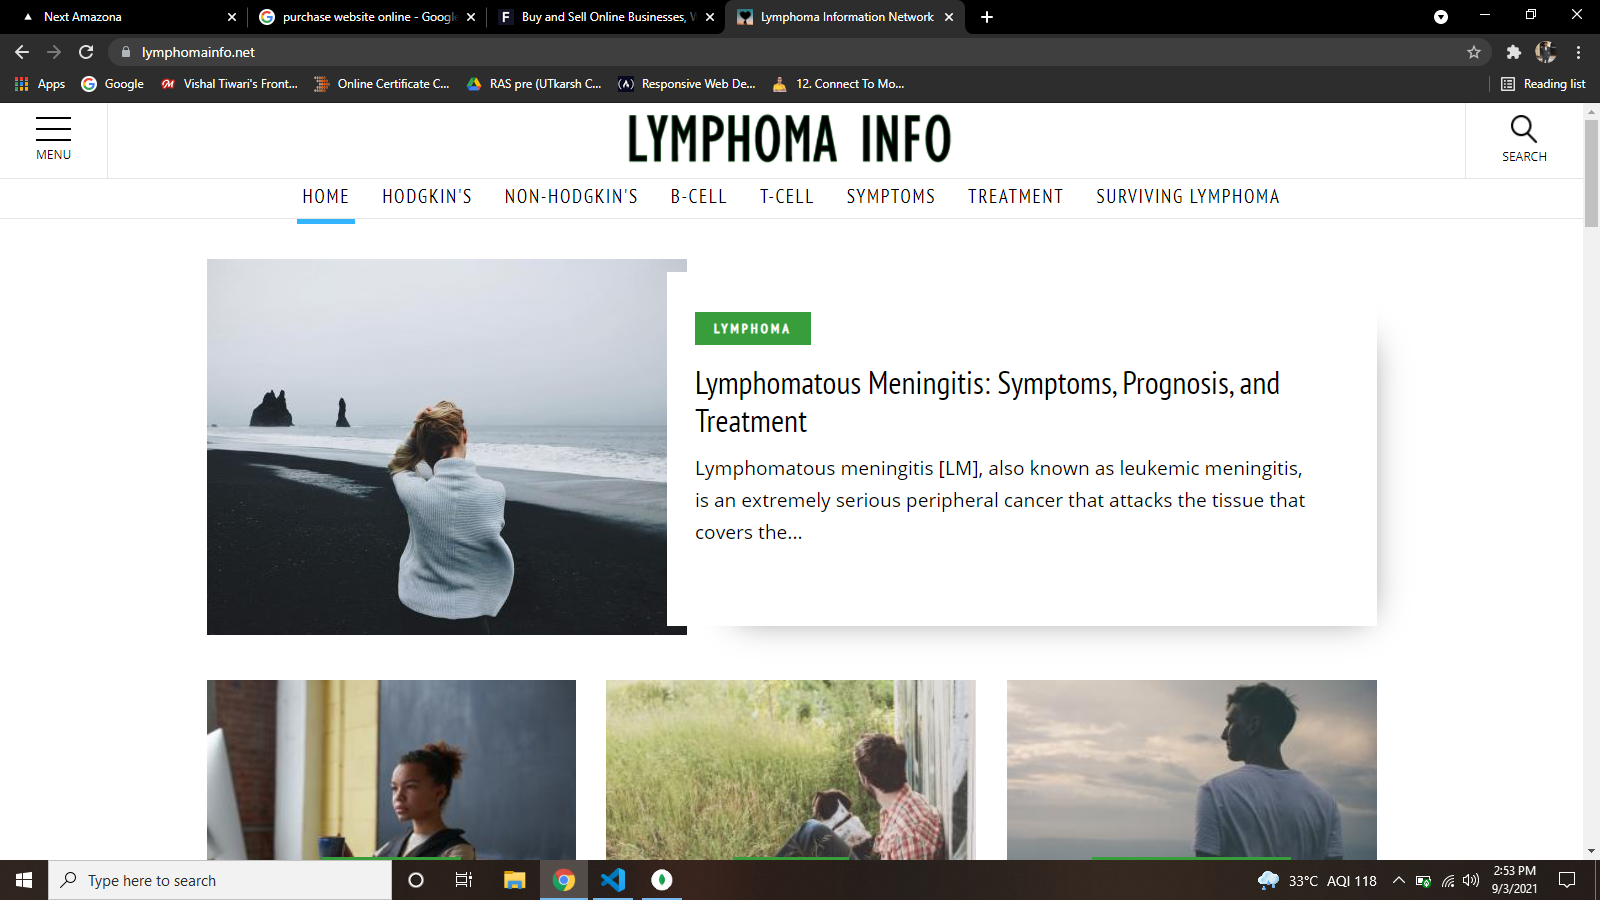 Next Amazona
purchase website online - Google
Buy and Sell Online Businesses, W
Lymphoma Information Network
lymphomainfo.net
Apps
Google
Vishal Tiwari's Front...
Online Certificate C...
RAS pre (UTkarsh C...
Responsive Web De...
12. Connect To Mo...
Reading list
MENU
LYMPHOMA INFO
SEARCH
HOME
HODGKIN'S
NON-HODGKIN'S
B-CELL
T-CELL
SYMPTOMS
TREATMENT
SURVIVING LYMPHOMA
LYMPHOMA
Lymphomatous Meningitis: Symptoms, Prognosis, and
Treatment
Lymphomatous meningitis [LM], also known as leukemic meningitis,
is an extremely serious peripheral cancer that attacks the tissue that
covers the...
Type here to search
33°C AQI 118
2:53 PM
9/3/2021